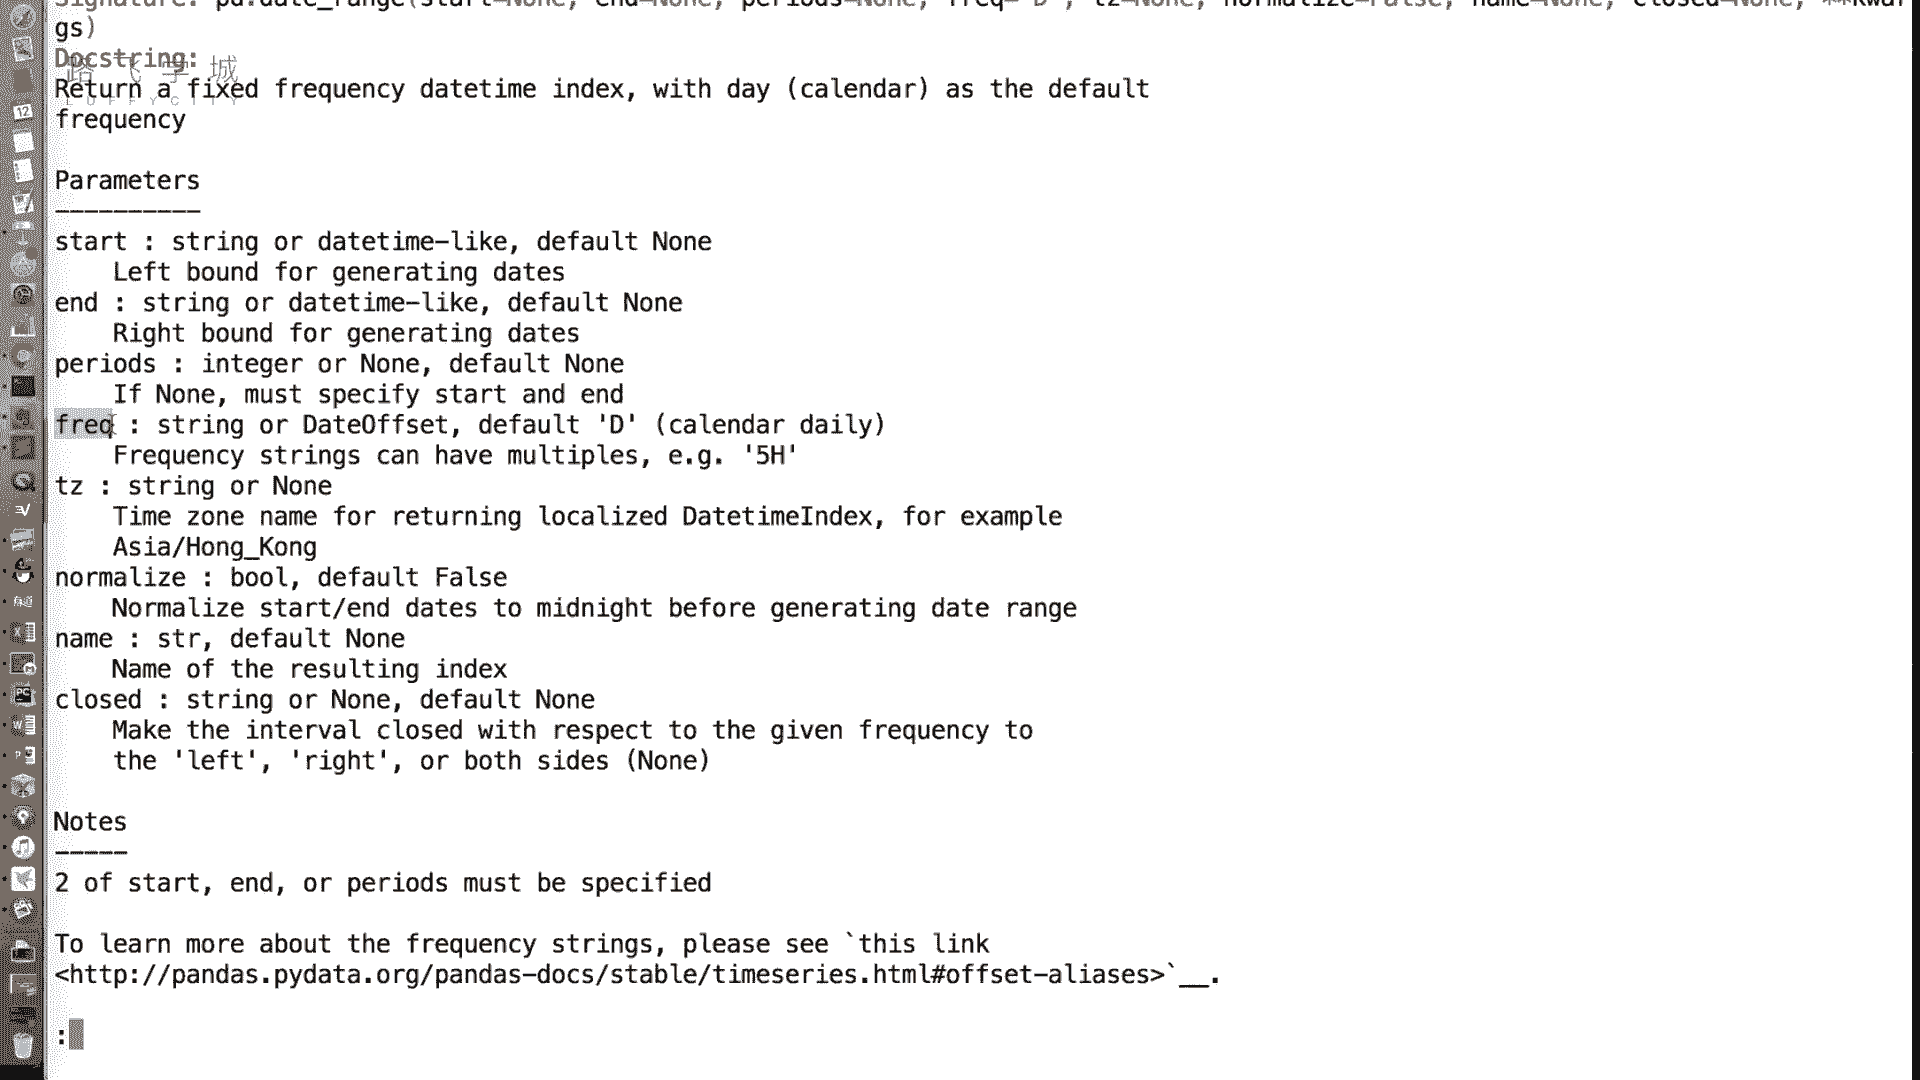 Signature: pd.date_range(start=None, end=None, periods=None, freq='D', tz=None, normalize=False, name=None, closed=None, **kwar
gs)
Docstring:
路飞学城
LUFFYCITY
Return a fixed frequency datetime index, with day (calendar) as the default
frequency
Parameters
----------
start : string or datetime-like, default None
    Left bound for generating dates
end : string or datetime-like, default None
    Right bound for generating dates
periods : integer or None, default None
    If None, must specify start and end
freq : string or DateOffset, default 'D' (calendar daily)
    Frequency strings can have multiples, e.g. '5H'
tz : string or None
    Time zone name for returning localized DatetimeIndex, for example
    Asia/Hong_Kong
normalize : bool, default False
    Normalize start/end dates to midnight before generating date range
name : str, default None
    Name of the resulting index
closed : string or None, default None
    Make the interval closed with respect to the given frequency to
    the 'left', 'right', or both sides (None)
Notes
-----
2 of start, end, or periods must be specified
To learn more about the frequency strings, please see `this link
<http://pandas.pydata.org/pandas-docs/stable/timeseries.html#offset-aliases>`__.
:
12
PC